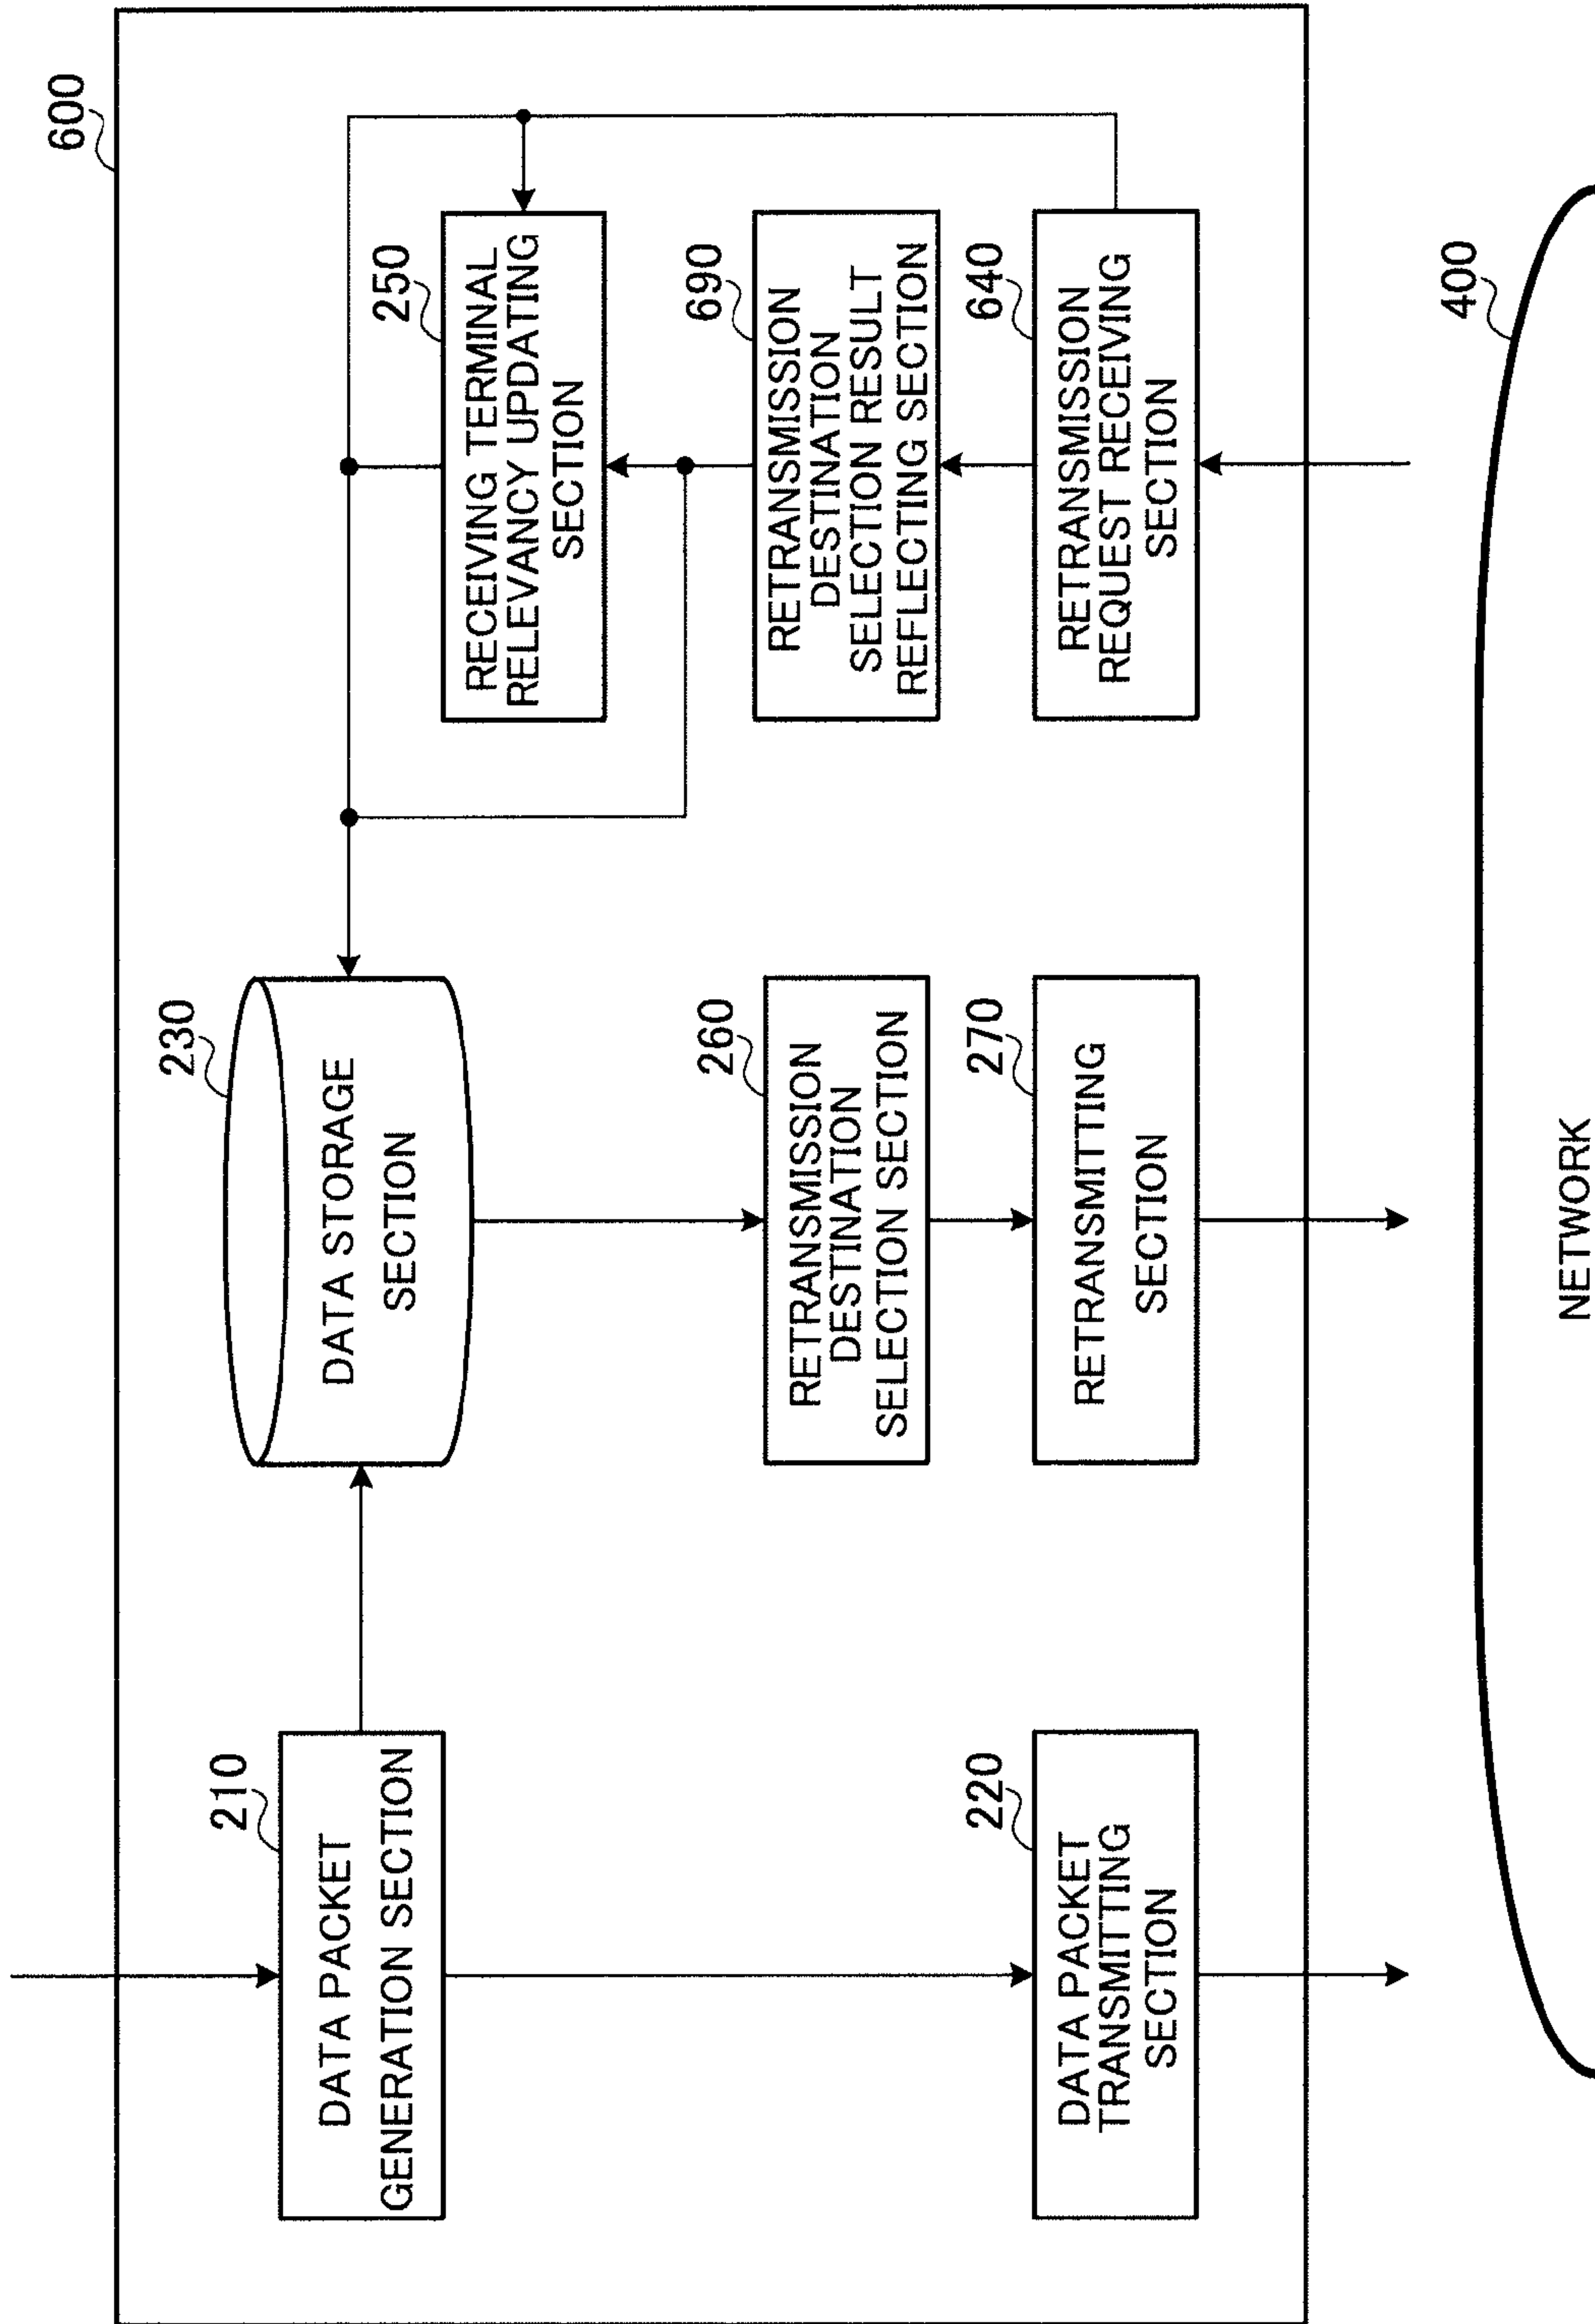 600
210
DATA PACKET
GENERATION SECTION
230
DATA STORAGE
SECTION
250
RECEIVING TERMINAL
RELEVANCY UPDATING
SECTION
260
RETRANSMISSION
DESTINATION
SELECTION SECTION
690
RETRANSMISSION
DESTINATION
SELECTION RESULT
REFLECTING SECTION
220
DATA PACKET
TRANSMITTING
SECTION
270
RETRANSMITTING
SECTION
640
RETRANSMISSION
REQUEST RECEIVING
SECTION
400
NETWORK